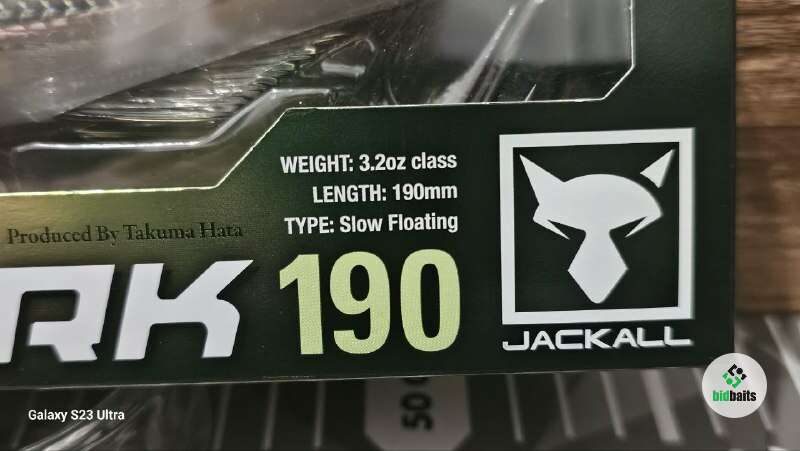 WEIGHT: 3.2oz class
LENGTH: 190mm
TYPE: Slow Floating
Produced By Takuma Hata
RK 190
JACKALL
50
bidbaits
Galaxy S23 Ultra